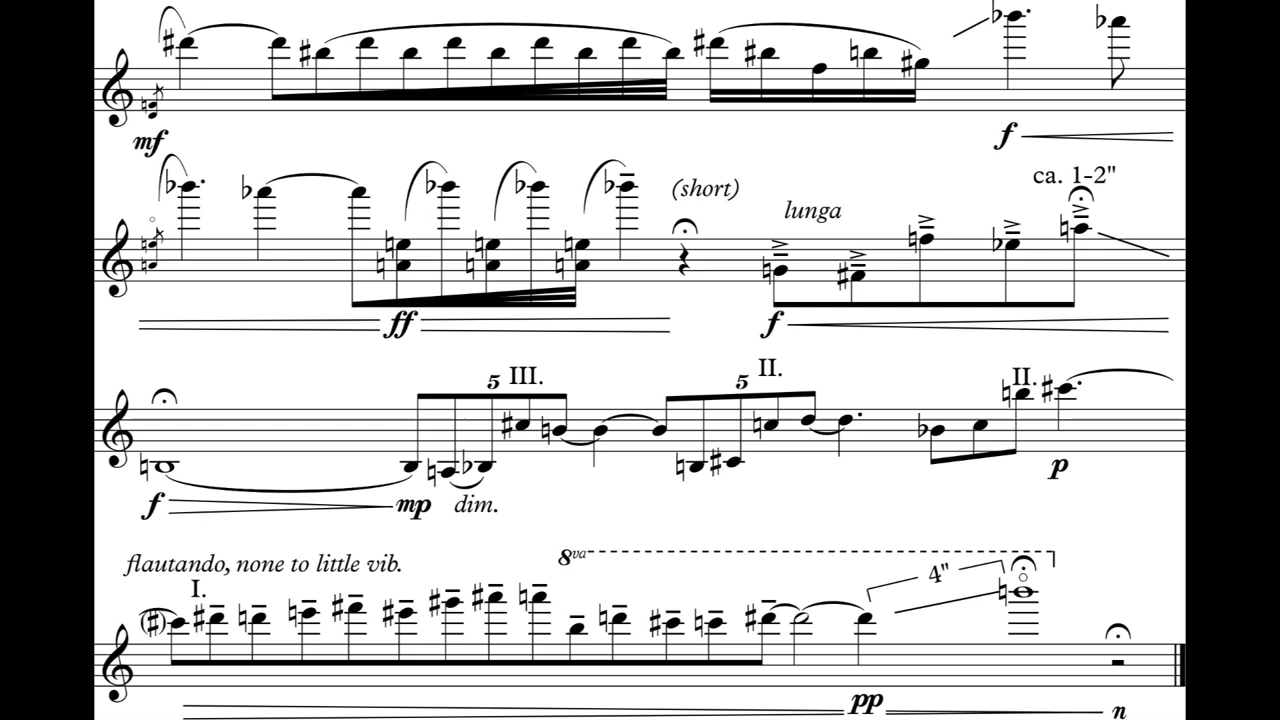 mf
f
ca. 1-2"
(short)
lunga
ff
f
5 III.
5 II.
II.
f
mp dim.
p
flautando, none to little vib.
8va
I.
4"
pp
n